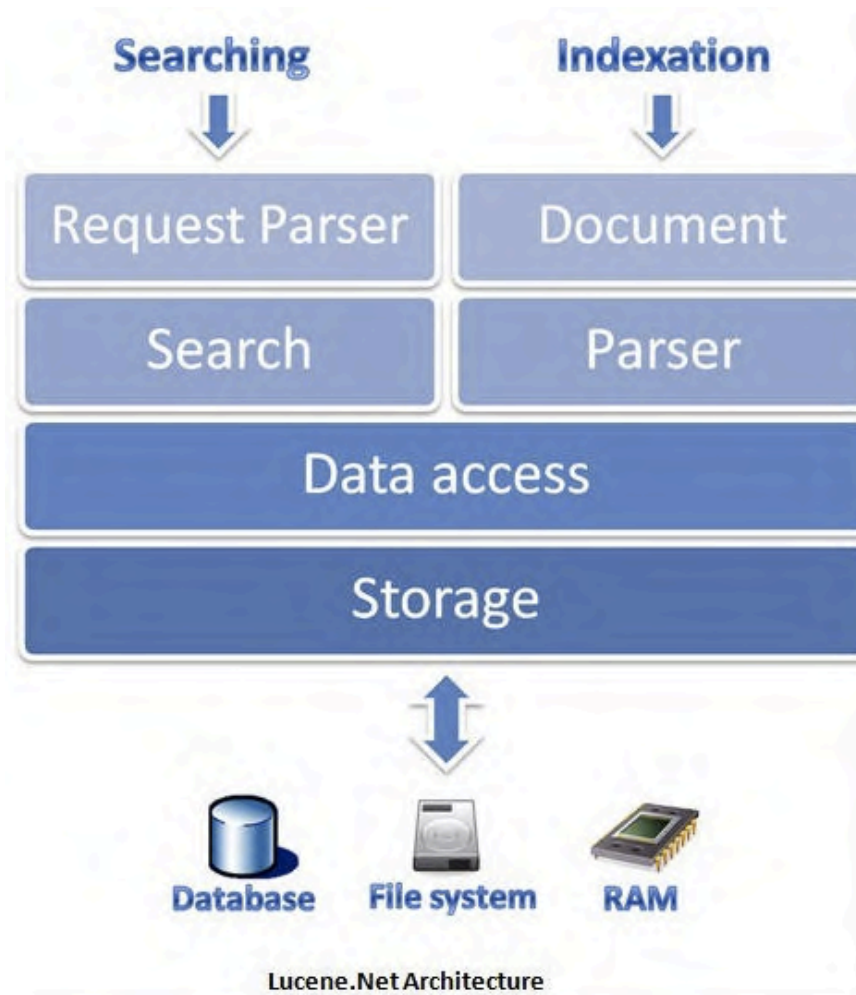 Searching
Indexation
Request Parser
Document
Search
Parser
Data access
Storage
Database
File system
RAM
Lucene.Net Architecture